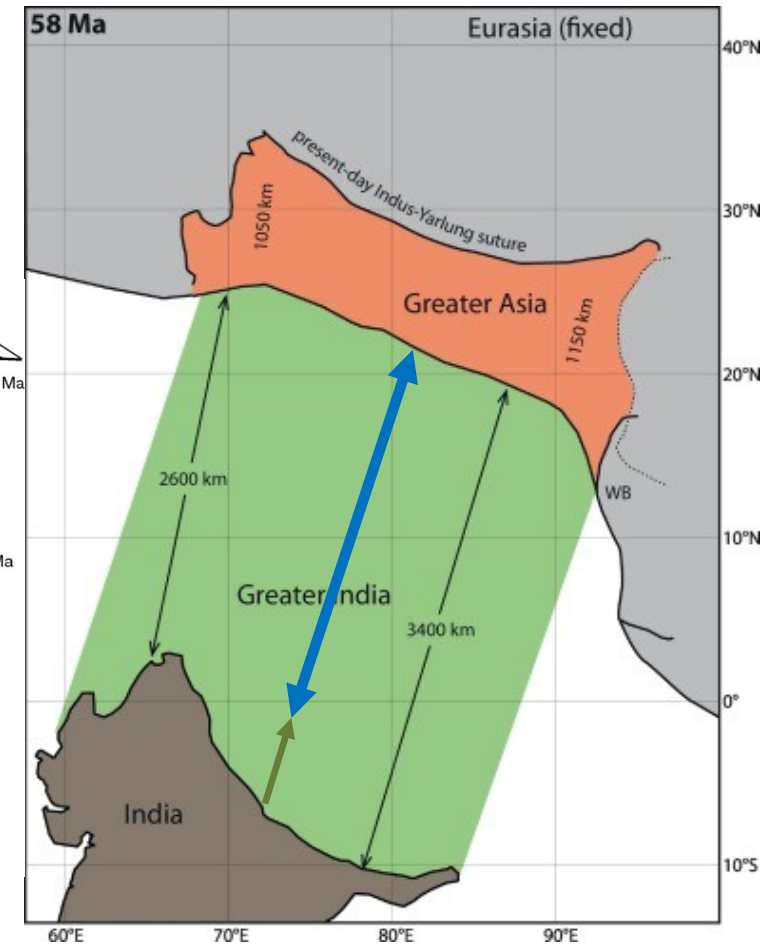 58 Ma
Eurasia (fixed)
40°N
present-day Indus-Yarlung suture
30°N
1050 km
Greater Asia
1150 km
20°N
Ma
2600 km
WB
10°N
Ma
Greater India
3400 km
0°
India
10°S
60°E
70°E
80°E
90°E